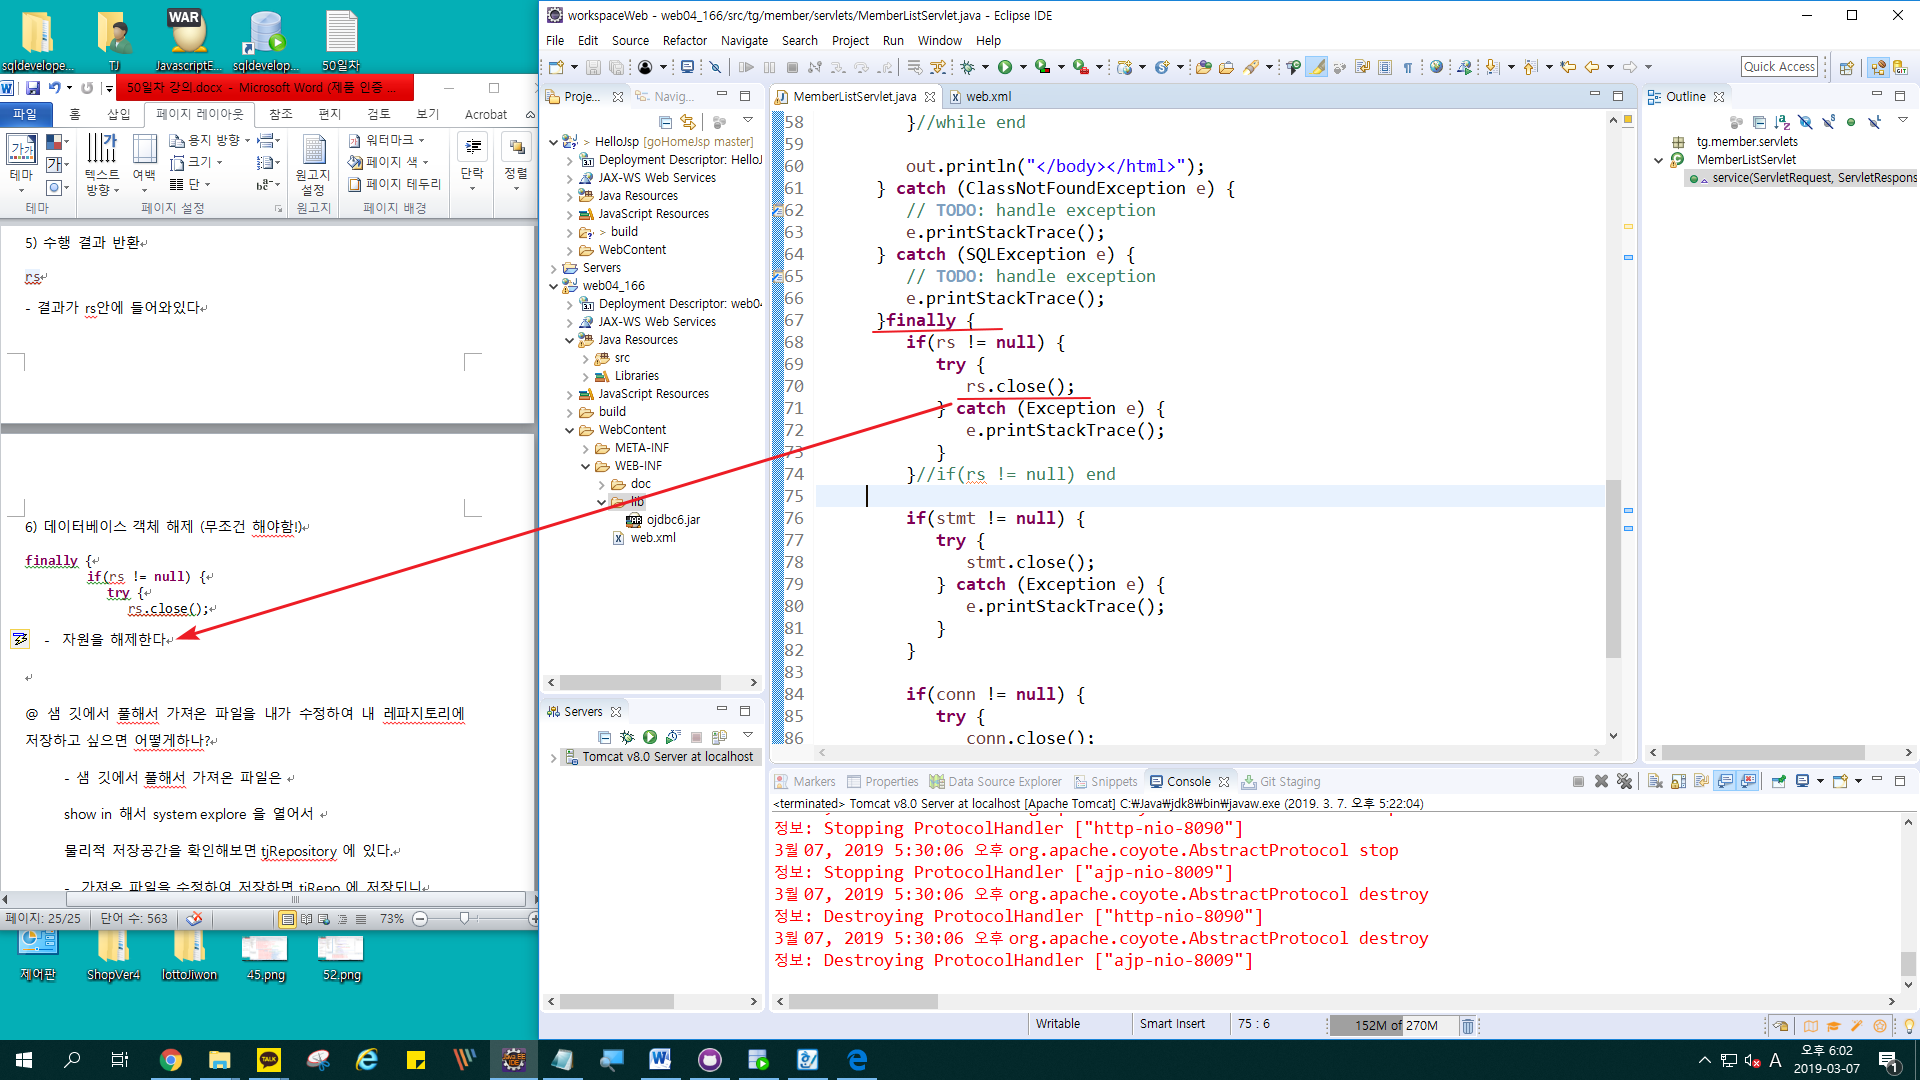 sqldevelope...
TJ
WAR
JavascriptE...
sqldevelop...
50일차
50일차 강의.docx - Microsoft Word (제품 인증 ...
파일
홈
삽입
페이지 레이아웃
참조
편지
검토
보기
Acrobat
테마
텍스트 방향
여백
용지 방향
크기
단
원고지 설정
워터마크
페이지 색
페이지 테두리
단락
정렬
테마
페이지 설정
원고지
페이지 배경
5) 수행 결과 반환
rs
- 결과가 rs안에 들어와있다
6) 데이터베이스 객체 해제 (무조건 해야함!)
finally {
if(rs != null) {
try {
rs.close();
- 자원을 해제한다
@ 샘 깃에서 풀해서 가져온 파일을 내가 수정하여 내 레파지토리에
저장하고 싶으면 어떻게하나?
- 샘 깃에서 풀해서 가져온 파일은
show in 해서 system explore 을 열어서
물리적 저장공간을 확인해보면 tjRepository 에 있다.
- 가져온 파일을 수정하여 저장하면 tjRepo 에 저장되니
페이지: 25/25
단어 수: 563
73%
제어판
ShopVer4
lottoJiwon
45.png
52.png
workspaceWeb - web04_166/src/tg/member/servlets/MemberListServlet.java - Eclipse IDE
File Edit Source Refactor Navigate Search Project Run Window Help
Quick Access
Proje...
Navig...
> HelloJsp [goHomeJsp master]
Deployment Descriptor: HelloJ
JAX-WS Web Services
Java Resources
JavaScript Resources
> build
WebContent
Servers
web04_166
Deployment Descriptor: web04
JAX-WS Web Services
Java Resources
src
Libraries
JavaScript Resources
build
WebContent
META-INF
WEB-INF
doc
lib
ojdbc6.jar
web.xml
Servers
Tomcat v8.0 Server at localhost
MemberListServlet.java
web.xml
58 }//while end
59
60 out.println("</body></html>");
61 } catch (ClassNotFoundException e) {
62 // TODO: handle exception
63 e.printStackTrace();
64 } catch (SQLException e) {
65 // TODO: handle exception
66 e.printStackTrace();
67 }finally {
68 if(rs != null) {
69 try {
70 rs.close();
71 } catch (Exception e) {
72 e.printStackTrace();
73 }
74 }//if(rs != null) end
75
76 if(stmt != null) {
77 try {
78 stmt.close();
79 } catch (Exception e) {
80 e.printStackTrace();
81 }
82 }
83
84 if(conn != null) {
85 try {
86 conn.close();
Outline
tg.member.servlets
MemberListServlet
service(ServletRequest, ServletRespons
Markers
Properties
Data Source Explorer
Snippets
Console
Git Staging
<terminated> Tomcat v8.0 Server at localhost [Apache Tomcat] C:₩Java₩jdk8₩bin₩javaw.exe (2019. 3. 7. 오후 5:22:04)
정보: Stopping ProtocolHandler ["http-nio-8090"]
3월 07, 2019 5:30:06 오후 org.apache.coyote.AbstractProtocol stop
정보: Stopping ProtocolHandler ["ajp-nio-8009"]
3월 07, 2019 5:30:06 오후 org.apache.coyote.AbstractProtocol destroy
정보: Destroying ProtocolHandler ["http-nio-8090"]
3월 07, 2019 5:30:06 오후 org.apache.coyote.AbstractProtocol destroy
정보: Destroying ProtocolHandler ["ajp-nio-8009"]
Writable
Smart Insert
75 : 6
152M of 270M
TALK
A
오후 6:02
2019-03-07
1